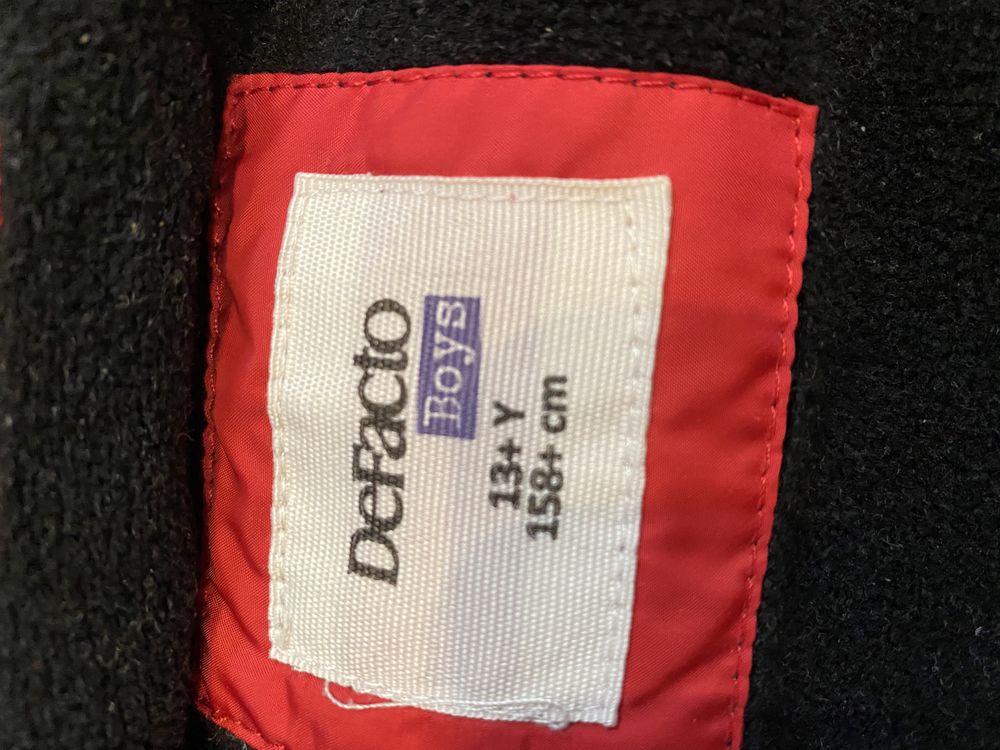 DeFacto
Boys
13+ Y
158+ cm